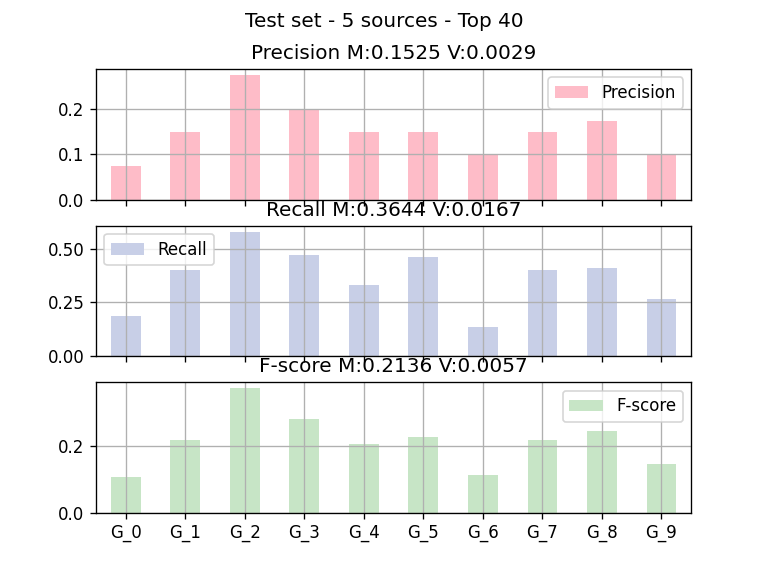 Test set - 5 sources - Top 40
Precision M:0.1525 V:0.0029
0.2
0.1
0.0
Precision
Recall M:0.3644 V:0.0167
0.50
0.25
0.00
Recall
F-score M:0.2136 V:0.0057
0.2
0.0
F-score
G_0 G_1 G_2 G_3 G_4 G_5 G_6 G_7 G_8 G_9